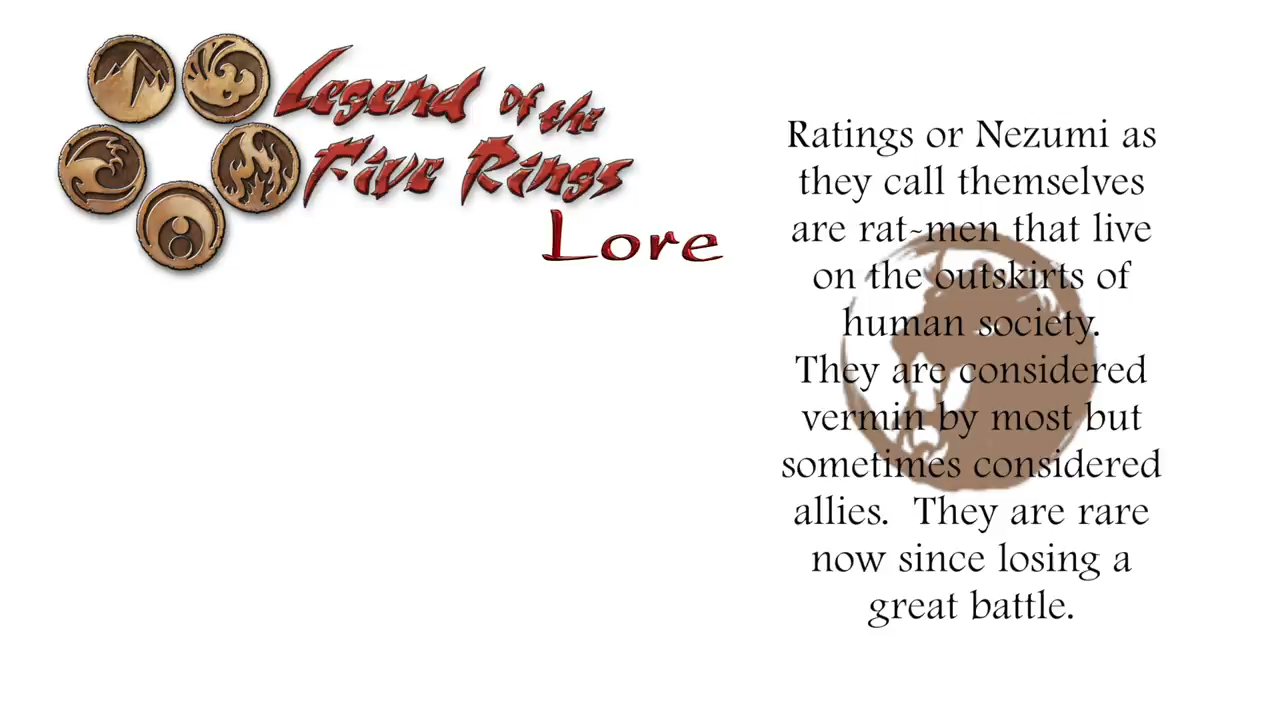 Legend of the
Five Rings
Lore
Ratings or Nezumi as
they call themselves
are rat-men that live
on the outskirts of
human society.
They are considered
vermin by most but
sometimes considered
allies.  They are rare
now since losing a
great battle.